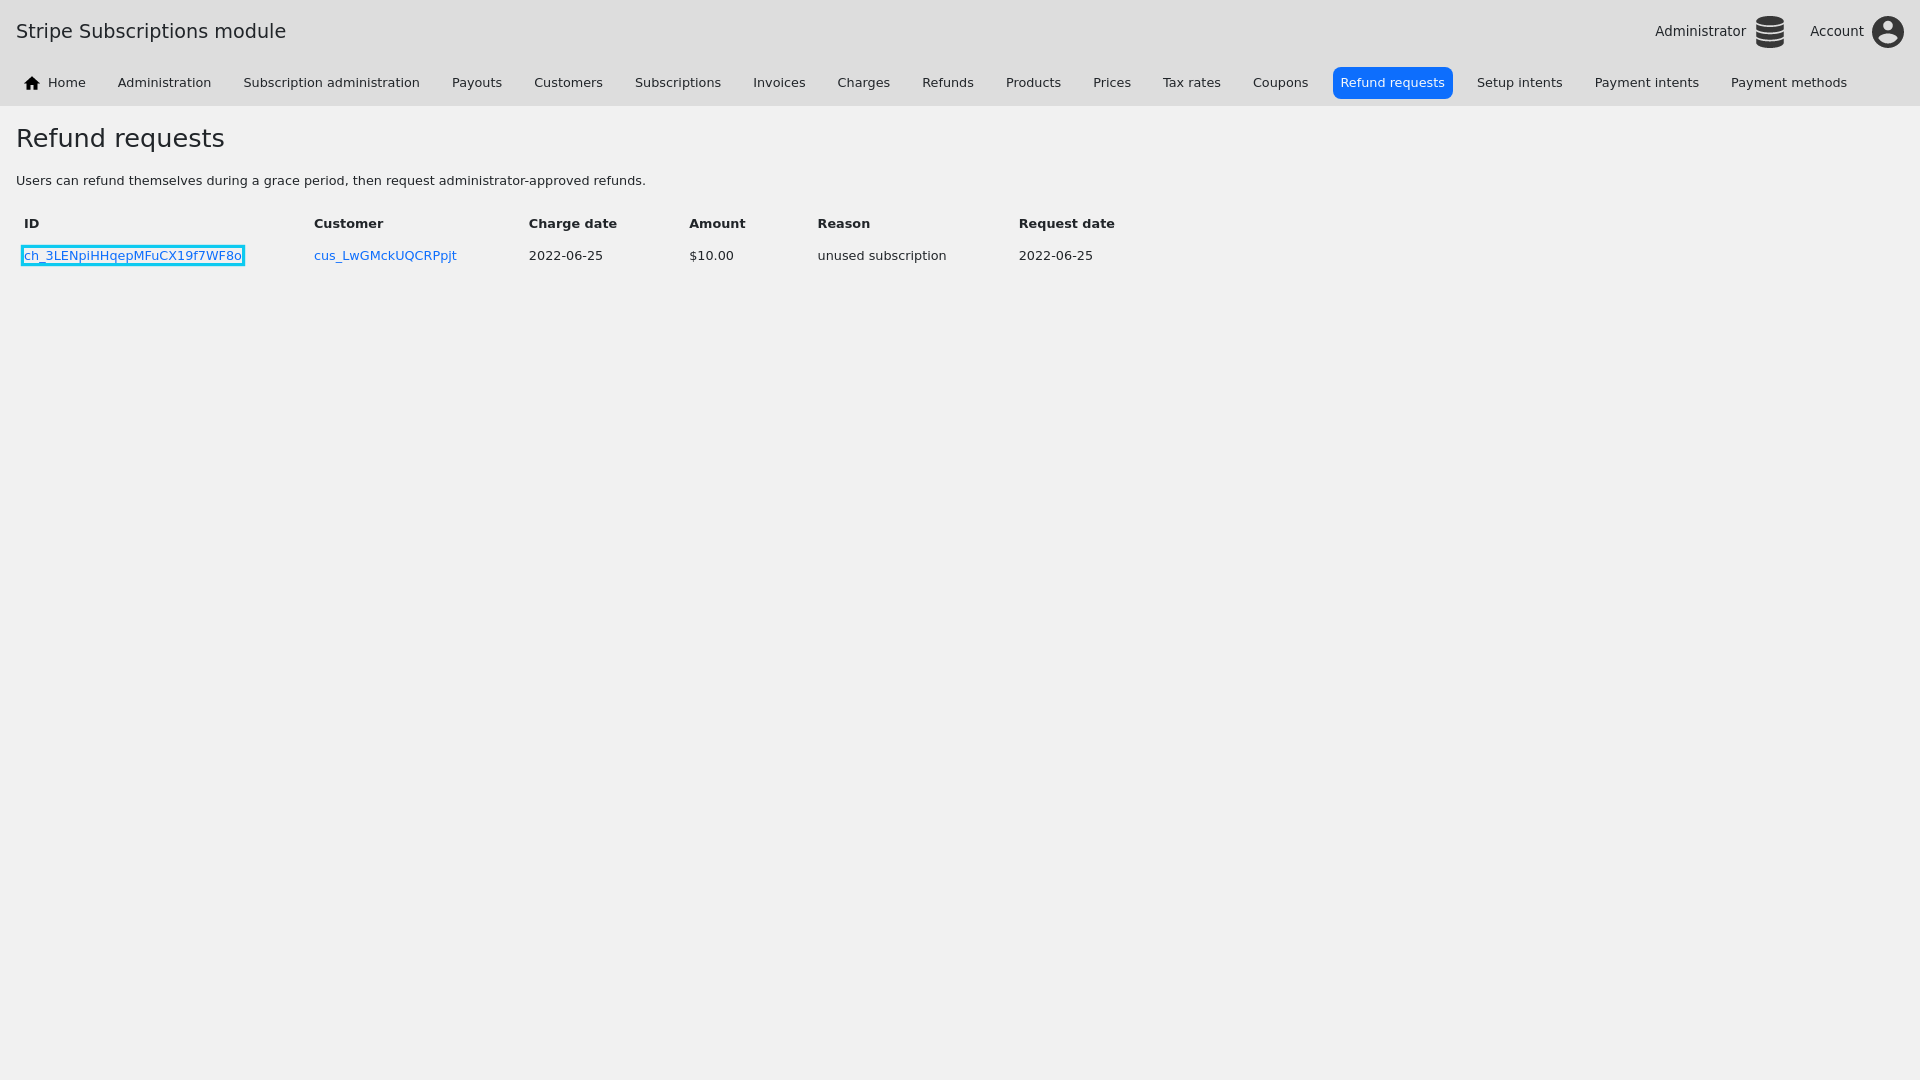 Stripe Subscriptions module
Administrator
Account
Home Administration Subscription administration Payouts Customers Subscriptions Invoices Charges Refunds Products Prices Tax rates Coupons Refund requests Setup intents Payment intents Payment methods
Refund requests
Users can refund themselves during a grace period, then request administrator-approved refunds.
ID Customer Charge date Amount Reason Request date
ch_3LENpiHHqepMFuCX19f7WF8o cus_LwGMckUQCRPpjt 2022-06-25 $10.00 unused subscription 2022-06-25